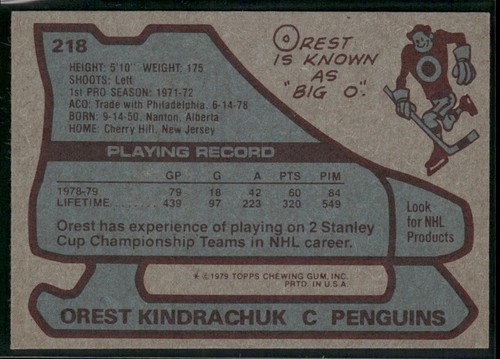 218
HEIGHT: 5'10" WEIGHT: 175
SHOOTS: Left
1st PRO SEASON: 1971-72
ACQ: Trade with Philadelphia, 6-14-78
BORN: 9-14-50, Nanton, Alberta
HOME: Cherry Hill, New Jersey
OREST
IS KNOWN
AS
"BIG O".
O
PLAYING RECORD
GP G A PTS PIM
1978-79 79 18 42 60 84
LIFETIME: 439 97 223 320 549
Orest has experience of playing on 2 Stanley
Cup Championship Teams in NHL career.
Look
for NHL
Products
* ©1979 TOPPS CHEWING GUM, INC.
PRTD. IN U.S.A.
OREST KINDRACHUK C PENGUINS